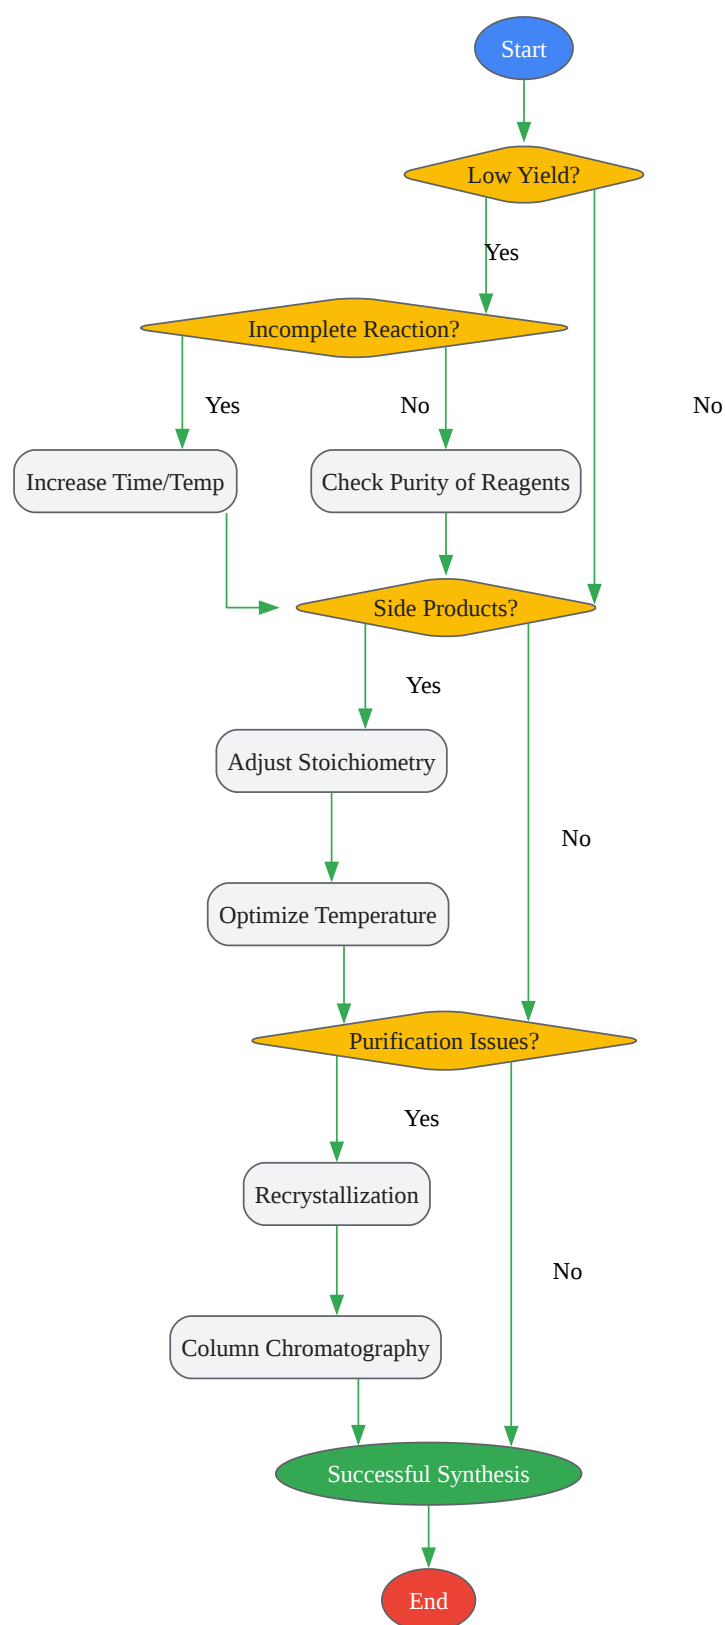 Start
Low Yield?
Yes
Incomplete Reaction?
Yes
No
No
Increase Time/Temp
Check Purity of Reagents
Side Products?
Yes
Adjust Stoichiometry
No
Optimize Temperature
Purification Issues?
Yes
Recrystallization
No
Column Chromatography
Successful Synthesis
End